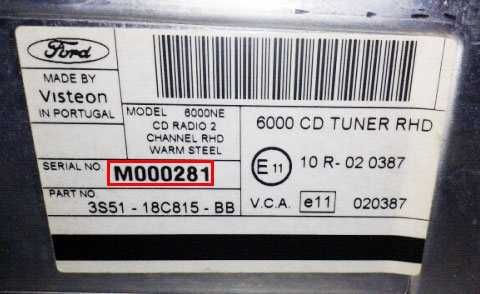 Ford
MADE BY
Visteon
IN PORTUGAL
MODEL 6000NE
CD RADIO 2
CHANNEL RHD
WARM STEEL
6000 CD TUNER RHD
SERIAL NO M000281
E11 10 R- 02 0387
PART NO
3S51 - 18C815 - BB
V.C.A. e11 020387